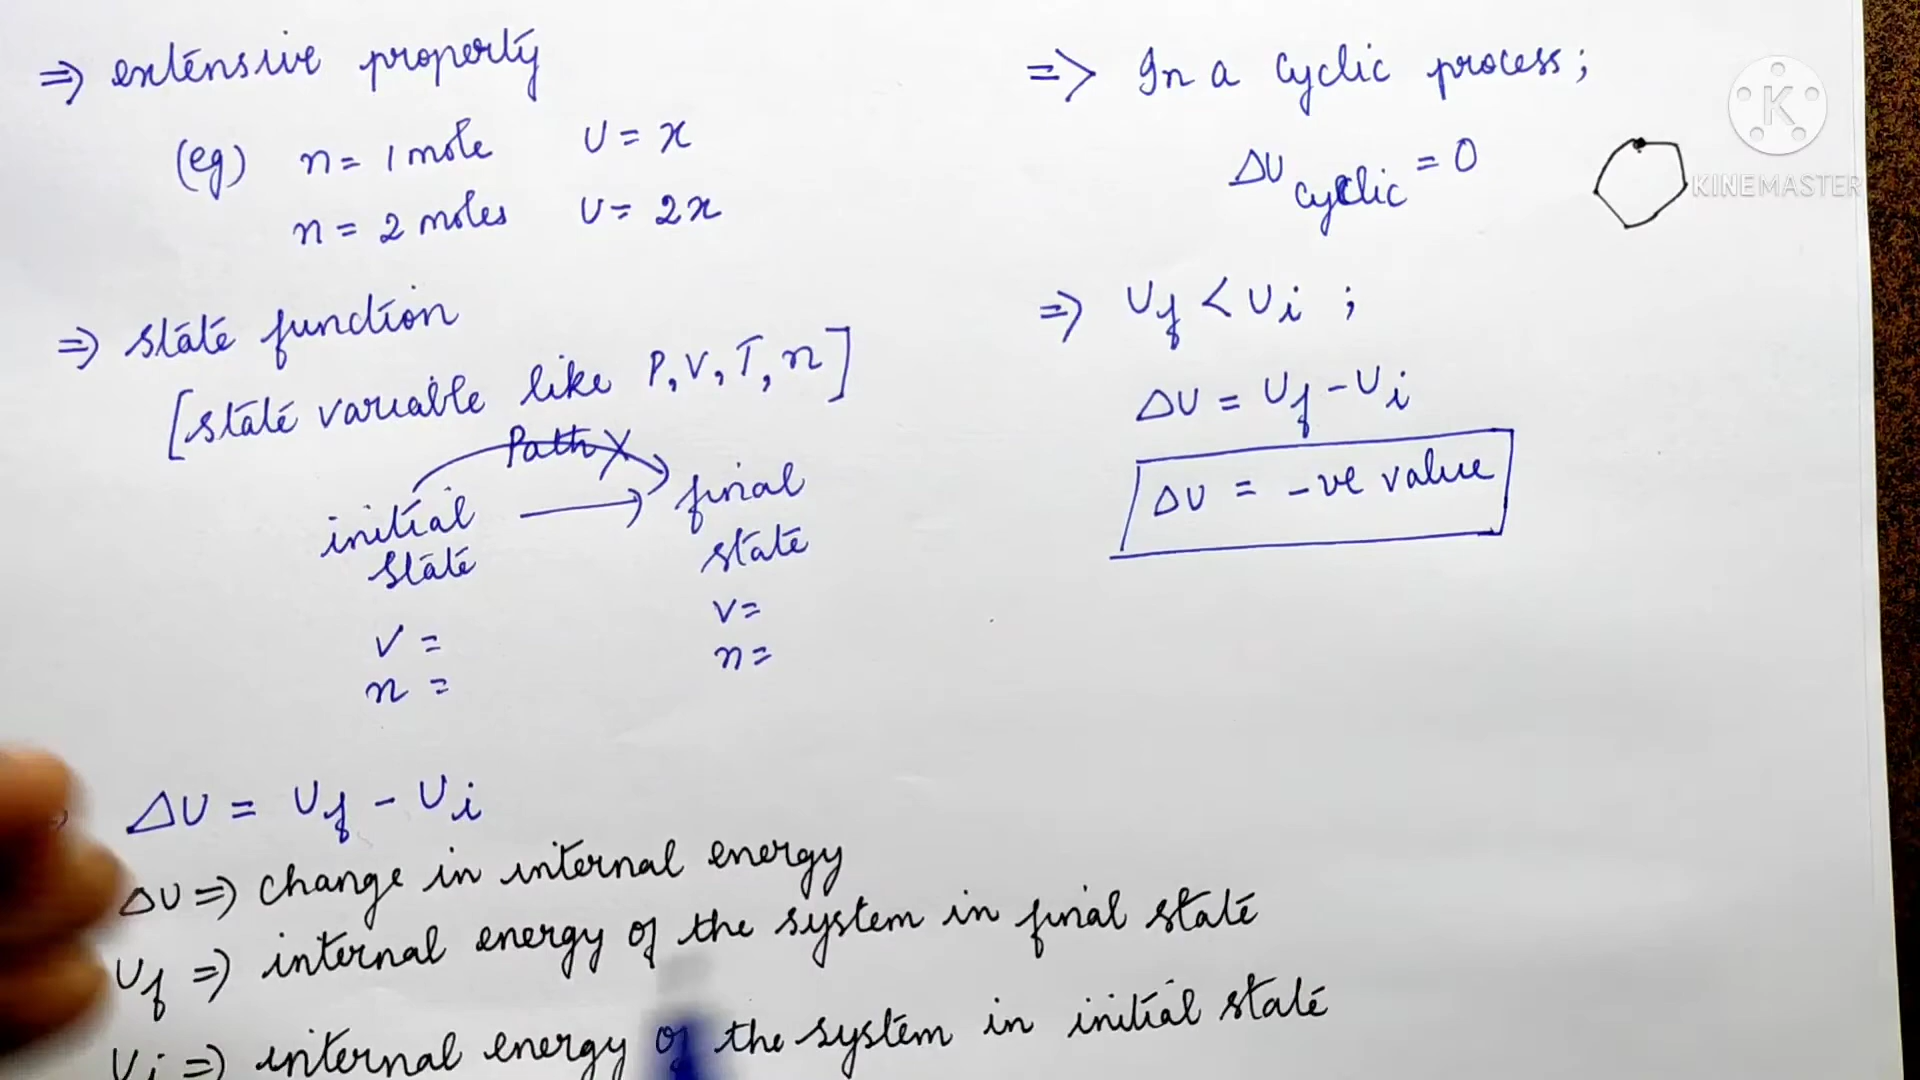 ⇒ extensive property
(eg) n = 1 mole U = x
n = 2 moles U = 2x
⇒ state function
[state variable like P, V, T, n]
Path X
initial state → final state
V = V =
n = n =
ΔU = Uf - Ui
ΔU ⇒ change in internal energy
Uf ⇒ internal energy of the system in final state
Ui ⇒ internal energy of the system in initial state
⇒ In a cyclic process;
ΔU cyclic = 0
⇒ Uf < Ui ;
ΔU = Uf - Ui
ΔU = -ve value
K
KINEMASTER